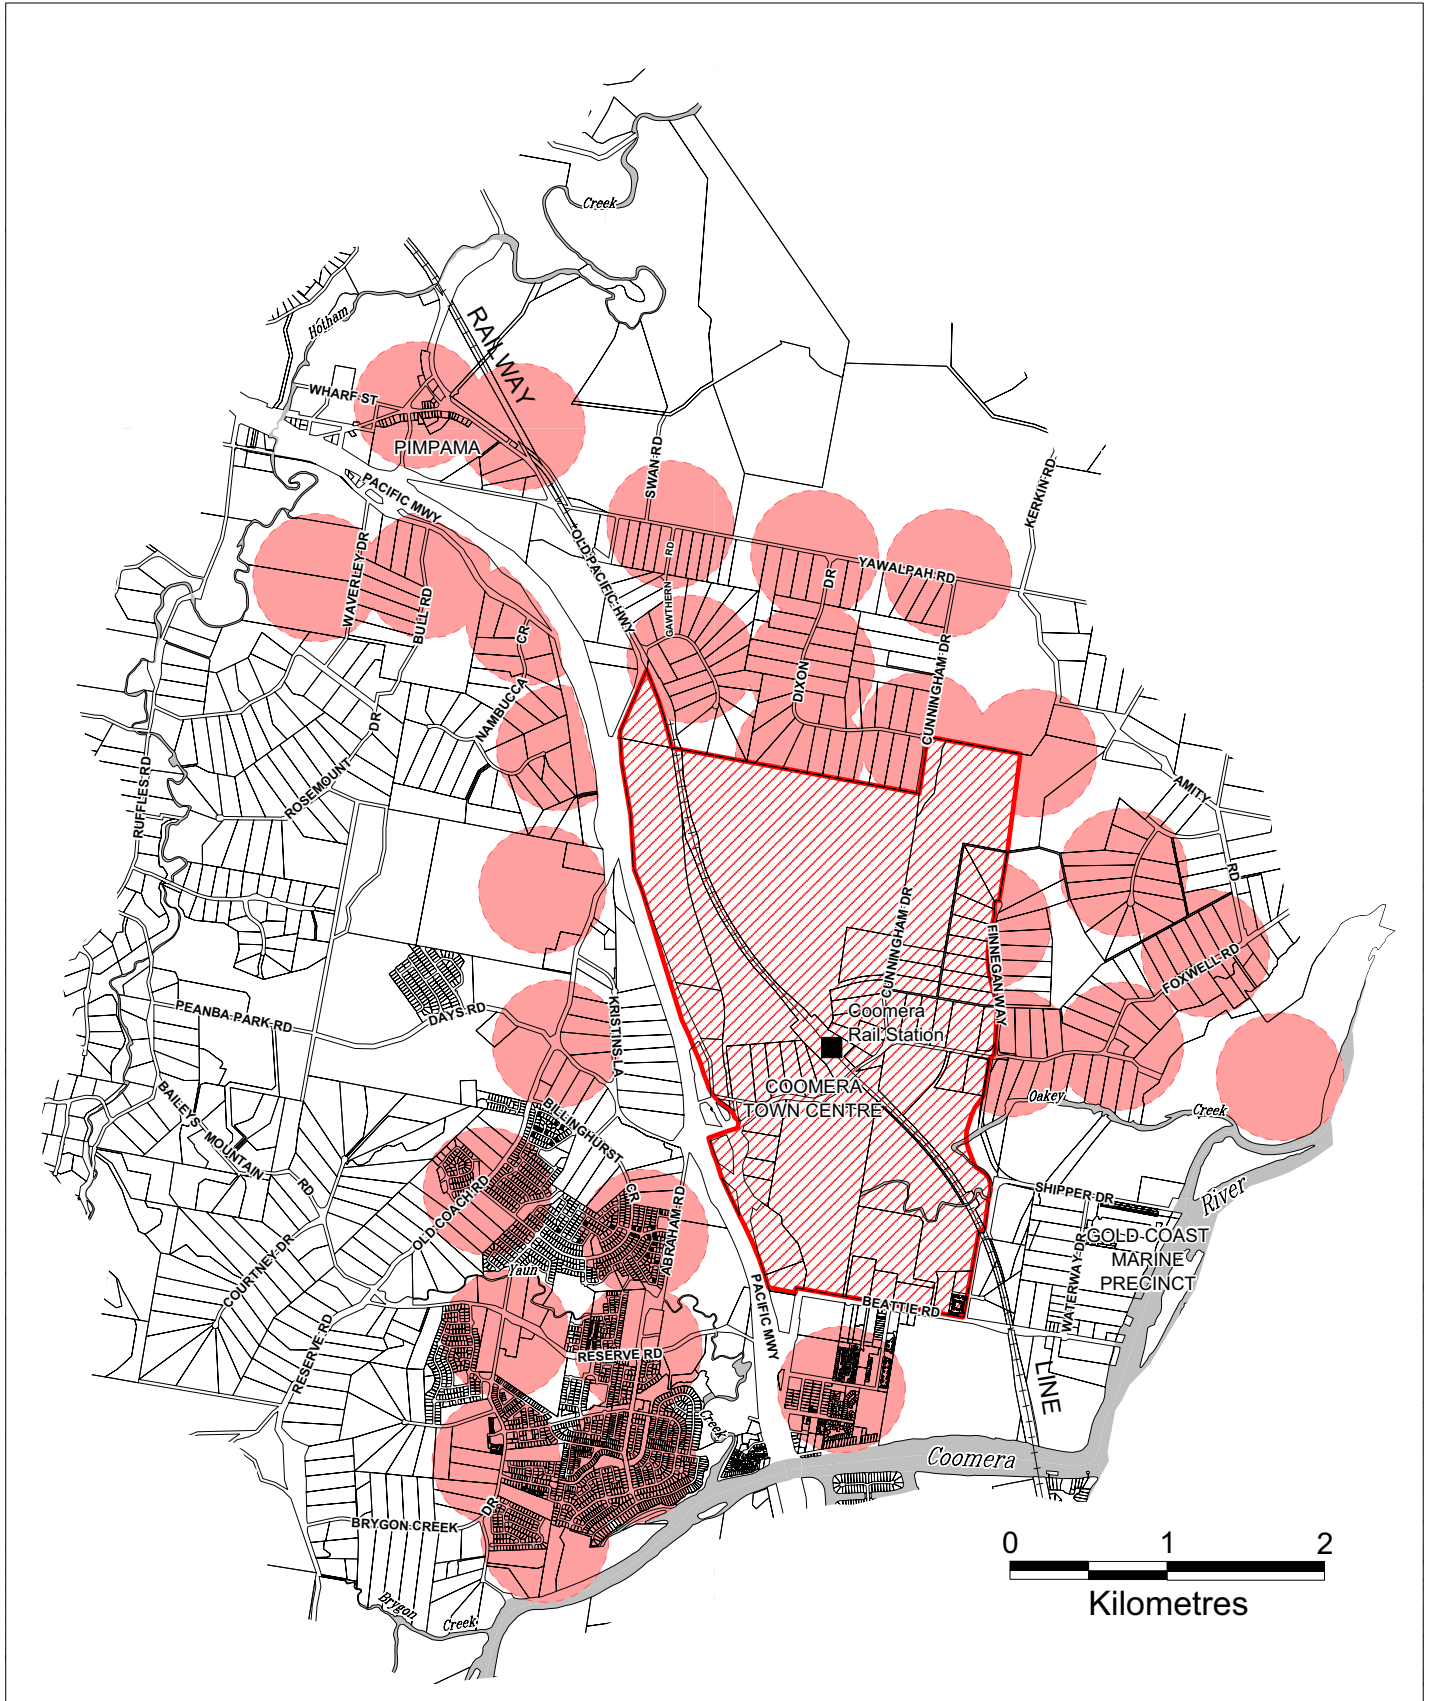 Creek
Hotham
RAILWAY
WHARF ST
PIMPAMA
SWAN RD
KERKIN RD
PACIFIC MWY
OLD PACIFIC HWY
WAVERLEY DR
BULL RD
GAWTHERN
RD
DR
YAWALPAH RD
CR
DIXON
CUNNINGHAM DR
NAMBUCCA
DR
ROSEMOUNT
RUFFLES RD
AMITY
RD
CUNNINGHAM DR
FINNEGAN WAY
FOXWELL RD
PEANBA PARK RD
DAYS RD
KRISTINS LA
Coomera
Rail Station
COOMERA
TOWN CENTRE
Oakey
Creek
BAILEYS MOUNTAIN
RD
BILLINGHURST
CR
OLD COACH RD
ABRAHAM RD
SHIPPER DR
River
WATERWAY DR
GOLD COAST
MARINE
PRECINCT
COURTNEY DR
Yaun
PACIFIC MWY
BEATTIE RD
RESERVE RD
RESERVE RD
LINE
Creek
Coomera
BRYGON CREEK
DR
Brygon
Creek
0 1 2
Kilometres